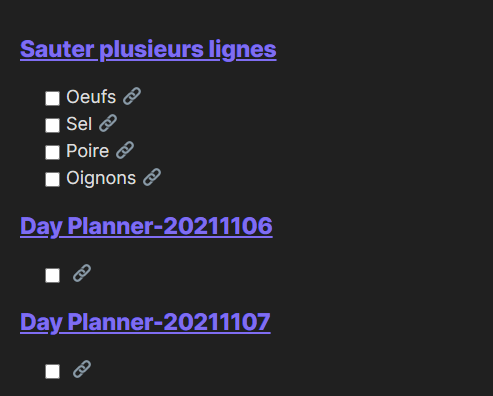 Sauter plusieurs lignes
Oeufs
Sel
Poire
Oignons
Day Planner-20211106
Day Planner-20211107